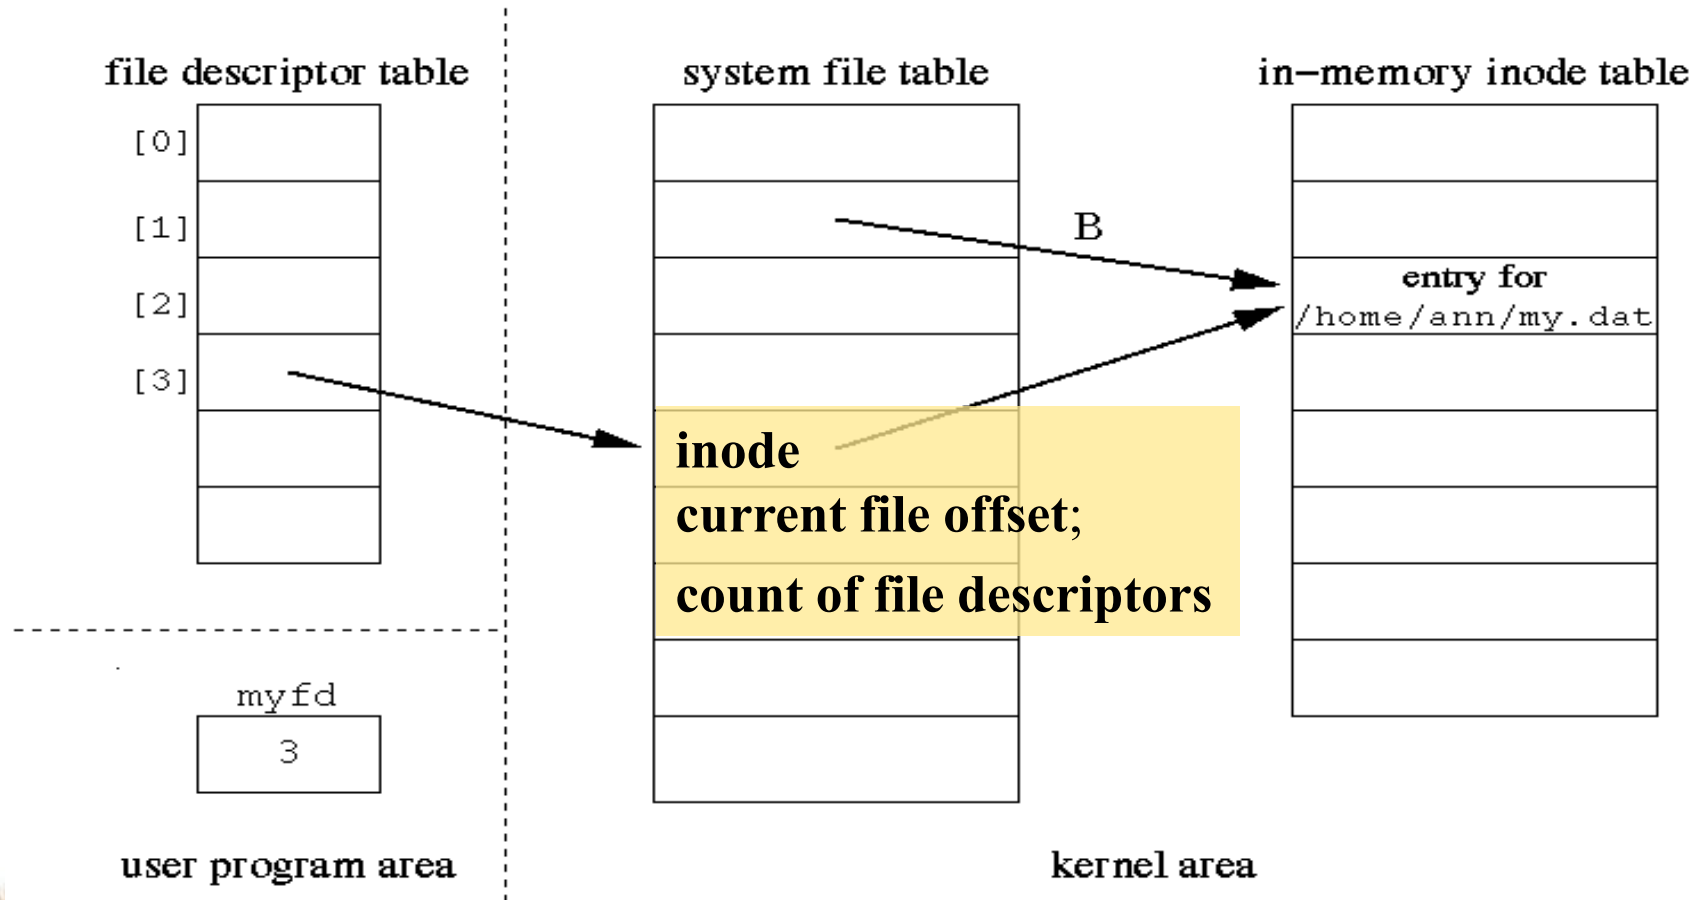 file descriptor table
system file table
in-memory inode table
[0]
[1]
[2]
[3]
B
entry for
/home/ann/my.dat
inode
current file offset;
count of file descriptors
myfd
3
user program area
kernel area